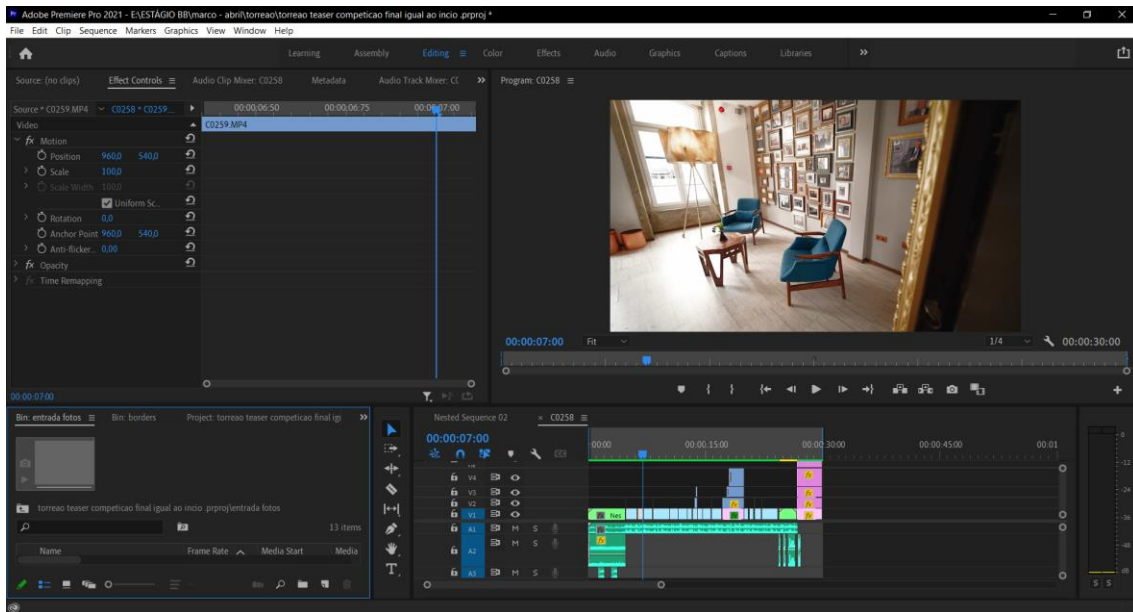 Adobe Premiere Pro 2021 - E:\ESTÁGIO BB\marco - abril\torreao\torreao teaser competicao final igual ao incio .prproj *
File Edit Clip Sequence Markers Graphics View Window Help
Learning Assembly Editing Color Effects Audio Graphics Captions Libraries
Source: (no clips) Effect Controls Audio Clip Mixer: C0258 Metadata Audio Track Mixer: C( Program: C0258
Source * C0259.MP4 C0258 * C0259... 00:00:06:50 00:00:06:75 00:00:07:00
Video C0259.MP4
fx Motion
Position 960,0 540,0
Scale 100,0
Scale Width 100,0
Uniform Sc...
Rotation 0,0
Anchor Point 960,0 540,0
Anti-flicker... 0,00
fx Opacity
fx Time Remapping
00:00:07:00 Fit 1/4 00:00:30:00
00:00:07:00
Bin: entrada fotos Bin: borders Project: torreao teaser competicao final igi
Nested Sequence 02 × C0258
00:00:07:00
:00:00 00:00:15:00 00:00:30:00 00:00:45:00 00:01
torreao teaser competicao final igual ao incio .prproj\entrada fotos
13 items
Name Frame Rate Media Start Media
V4
V3
V2
V1 Nes
A1 M S
A2 M S
A3 M S
0
-12
-24
-36
-48
dB
S S